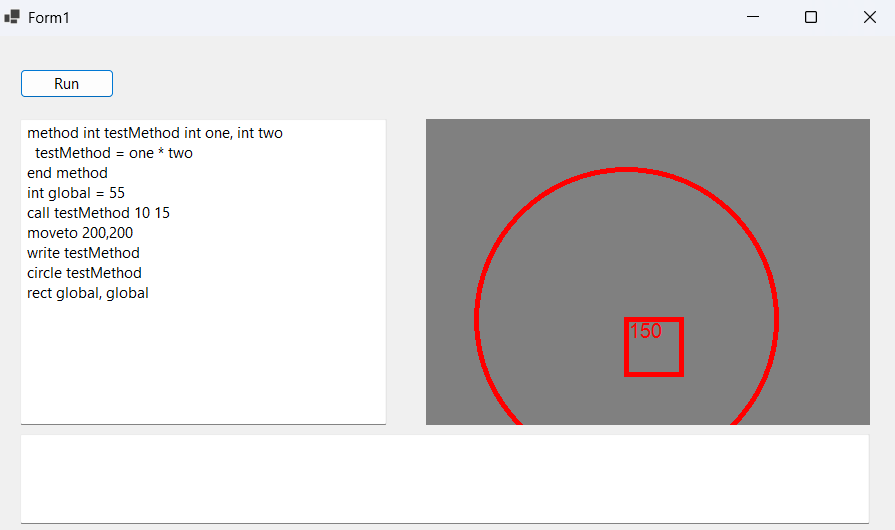 Form1
Run
method int testMethod int one, int two
  testMethod = one * two
end method
int global = 55
call testMethod 10 15
moveto 200,200
write testMethod
circle testMethod
rect global, global
150